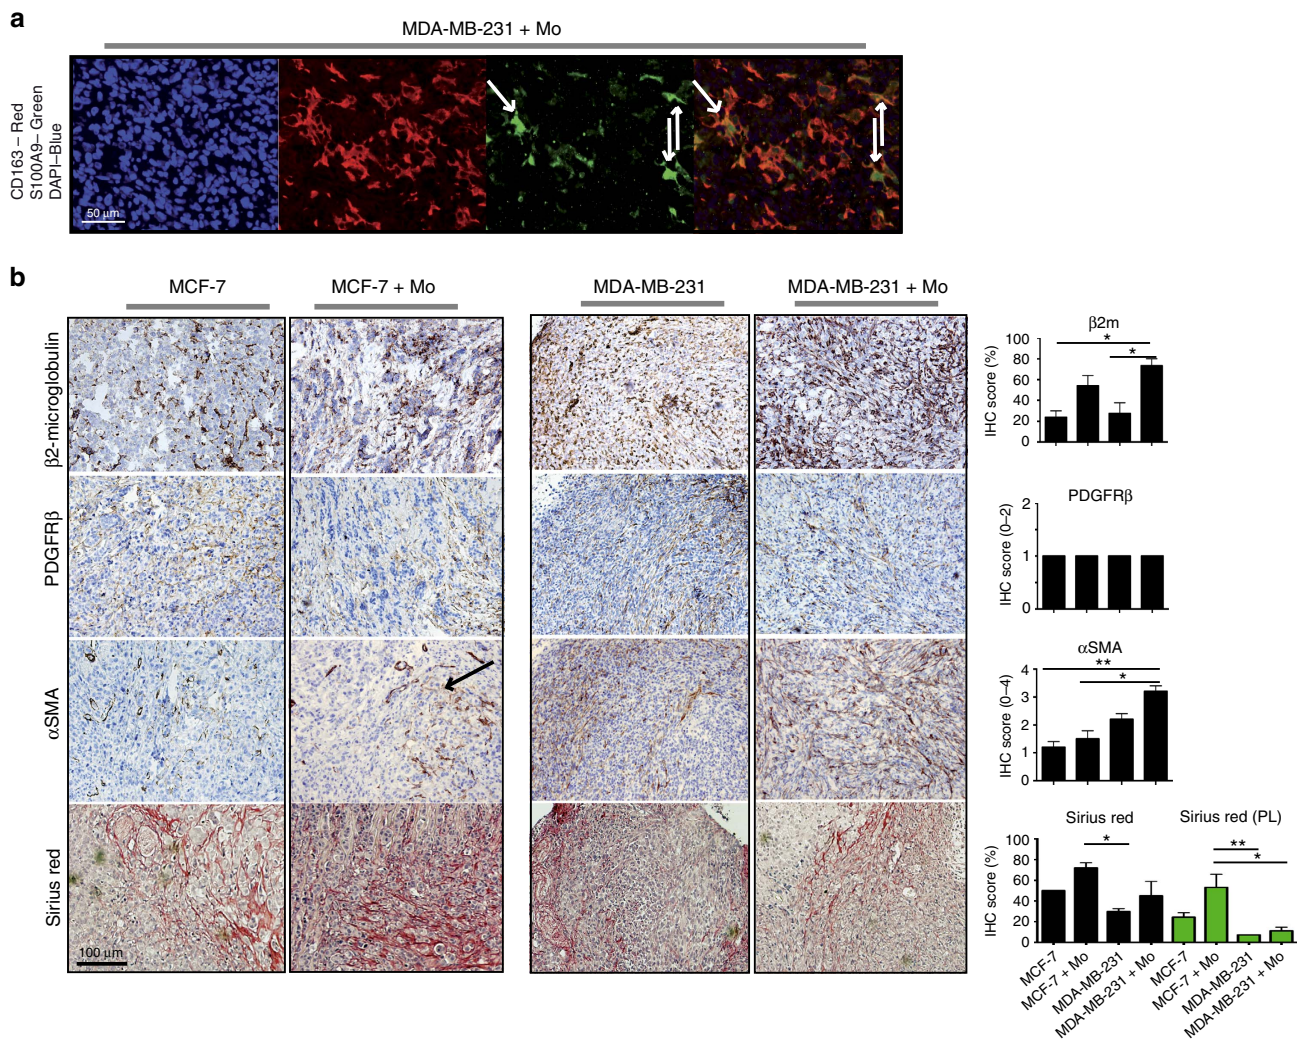 a
MDA-MB-231 + Mo
CD163 – Red
S100A9– Green
DAPI–Blue
50 μm
b
MCF-7
MCF-7 + Mo
MDA-MB-231
MDA-MB-231 + Mo
β2-microglobulin
PDGFRβ
αSMA
Sirius red
100 μm
β2m
IHC score (%)
100
80
60
40
20
0
*
*
PDGFRβ
IHC score (0–2)
2
1
0
αSMA
IHC score (0–4)
4
3
2
1
0
**
*
Sirius red
Sirius red (PL)
IHC score (%)
100
80
60
40
20
0
*
**
*
MCF-7
MCF-7 + Mo
MDA-MB-231
MDA-MB-231 + Mo
MCF-7
MCF-7 + Mo
MDA-MB-231
MDA-MB-231 + Mo